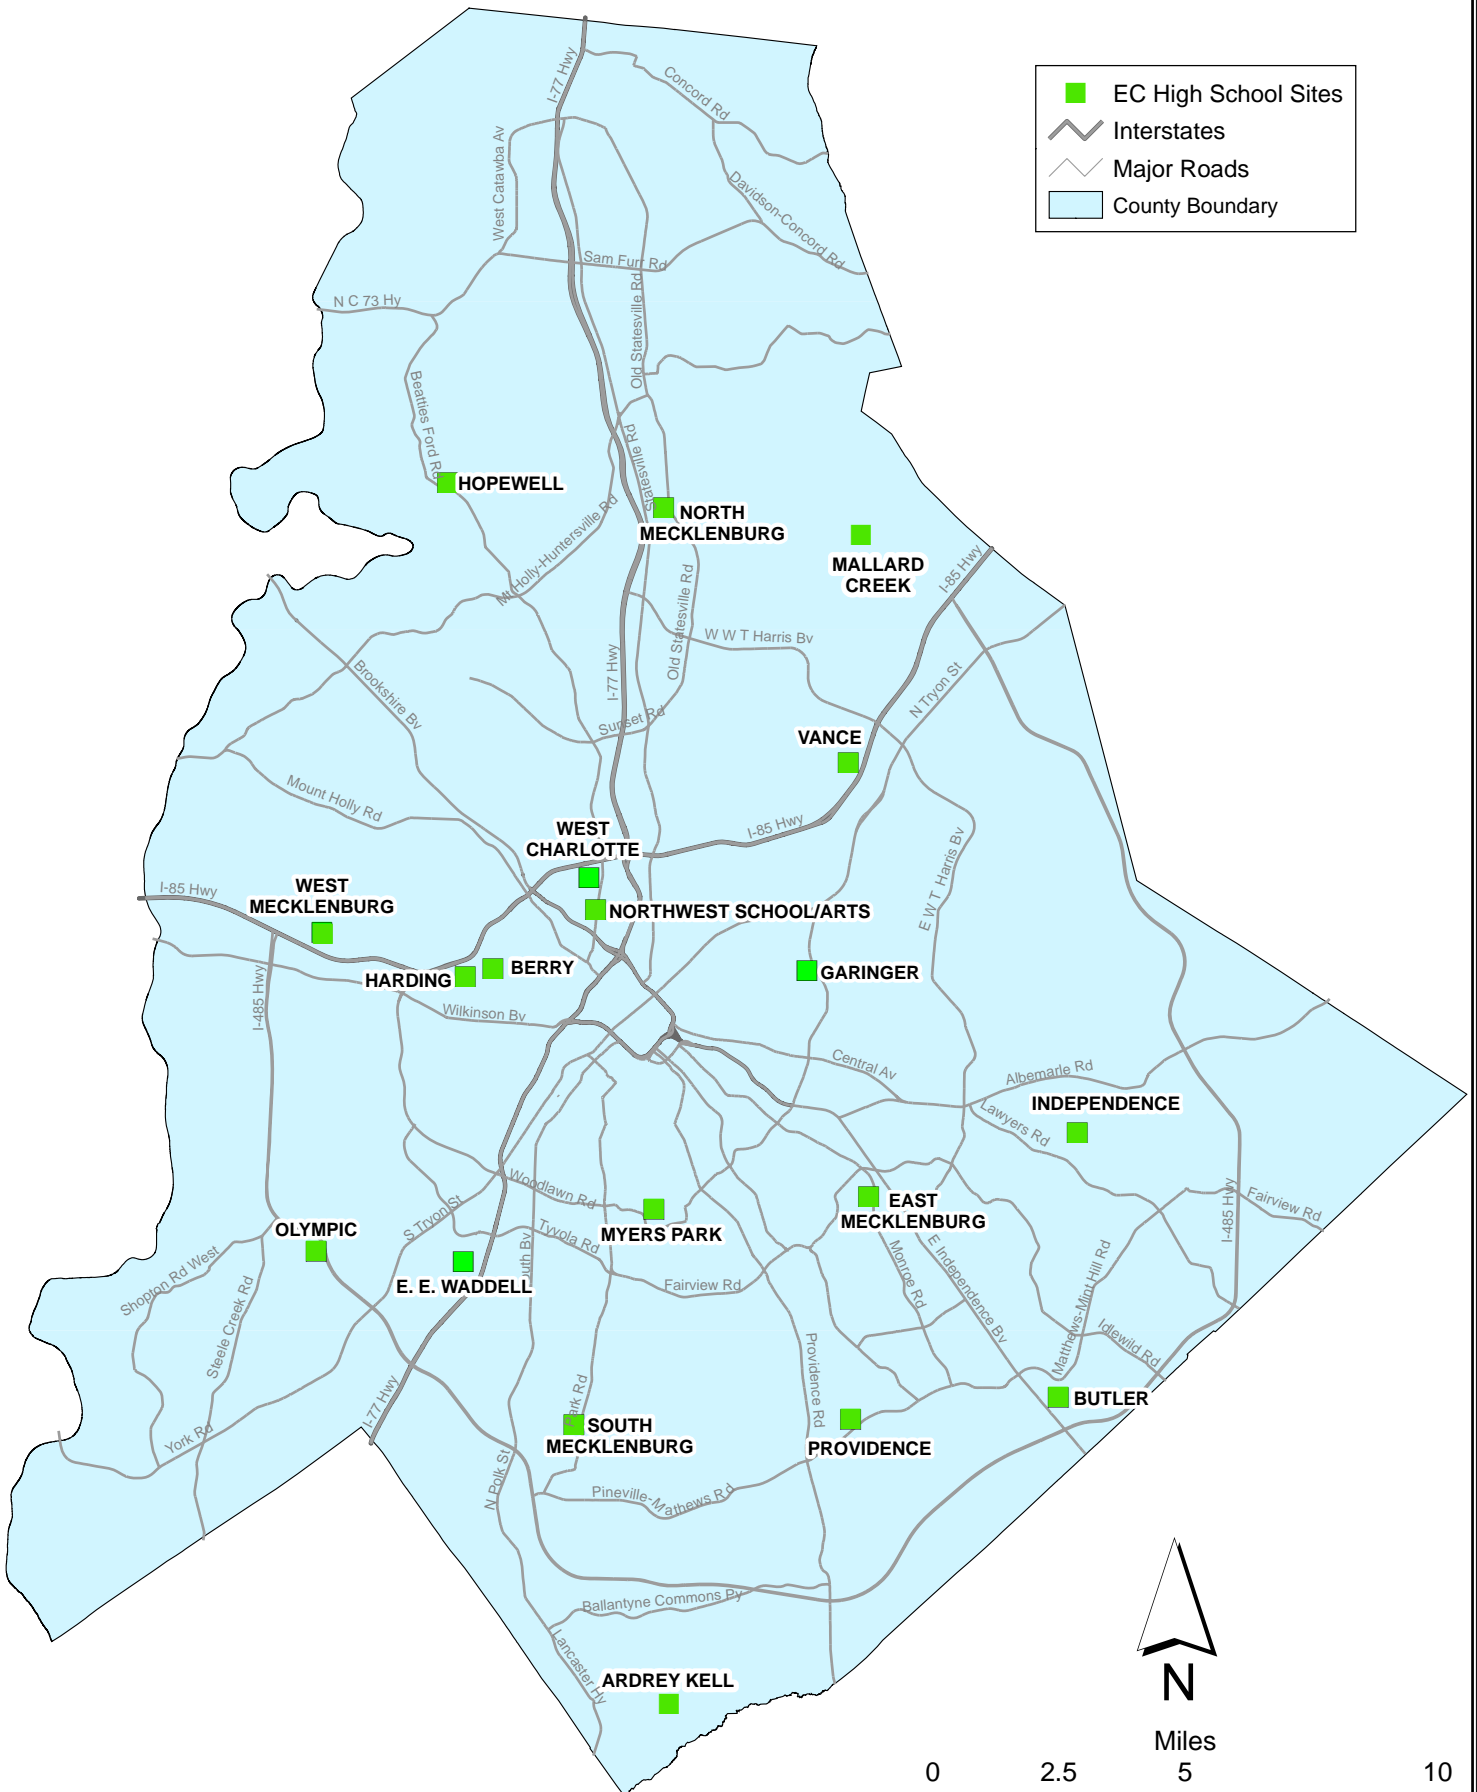 I-77 Hwy
Concord Rd
EC High School Sites
Interstates
Major Roads
County Boundary
West Catawba Av
Davidson-Concord Rd
Sam Furr Rd
N C 73 Hy
Old Statesville Rd
Beatties Ford Rd
Statesville Rd
HOPEWELL
NORTH
MECKLENBURG
Mt Holly-Huntersville Rd
MALLARD
CREEK
I-85 Hwy
Old Statesville Rd
W W T Harris Bv
I-77 Hwy
Brookshire Bv
N Tryon St
Sunset Rd
VANCE
Mount Holly Rd
I-85 Hwy
WEST
CHARLOTTE
E W T Harris Bv
I-85 Hwy
WEST
MECKLENBURG
NORTHWEST SCHOOL/ARTS
HARDING
BERRY
GARINGER
I-485 Hwy
Wilkinson Bv
Central Av
Albemarle Rd
INDEPENDENCE
Lawyers Rd
Woodlawn Rd
EAST
MECKLENBURG
I-485 Hwy
Fairview Rd
OLYMPIC
S Tryon St
Tyvola Rd
MYERS PARK
Shopton Rd West
E. E. WADDELL
outh Bv
Fairview Rd
Monroe Rd
E Independence Bv
Matthews-Mint Hill Rd
Steele Creek Rd
Idlewild Rd
Providence Rd
I-77 Hwy
Park Rd
BUTLER
York Rd
SOUTH
MECKLENBURG
PROVIDENCE
N Polk St
Pineville-Mathews Rd
Ballantyne Commons Py
Lancaster Hy
ARDREY KELL
N
Miles
0 2.5 5 10